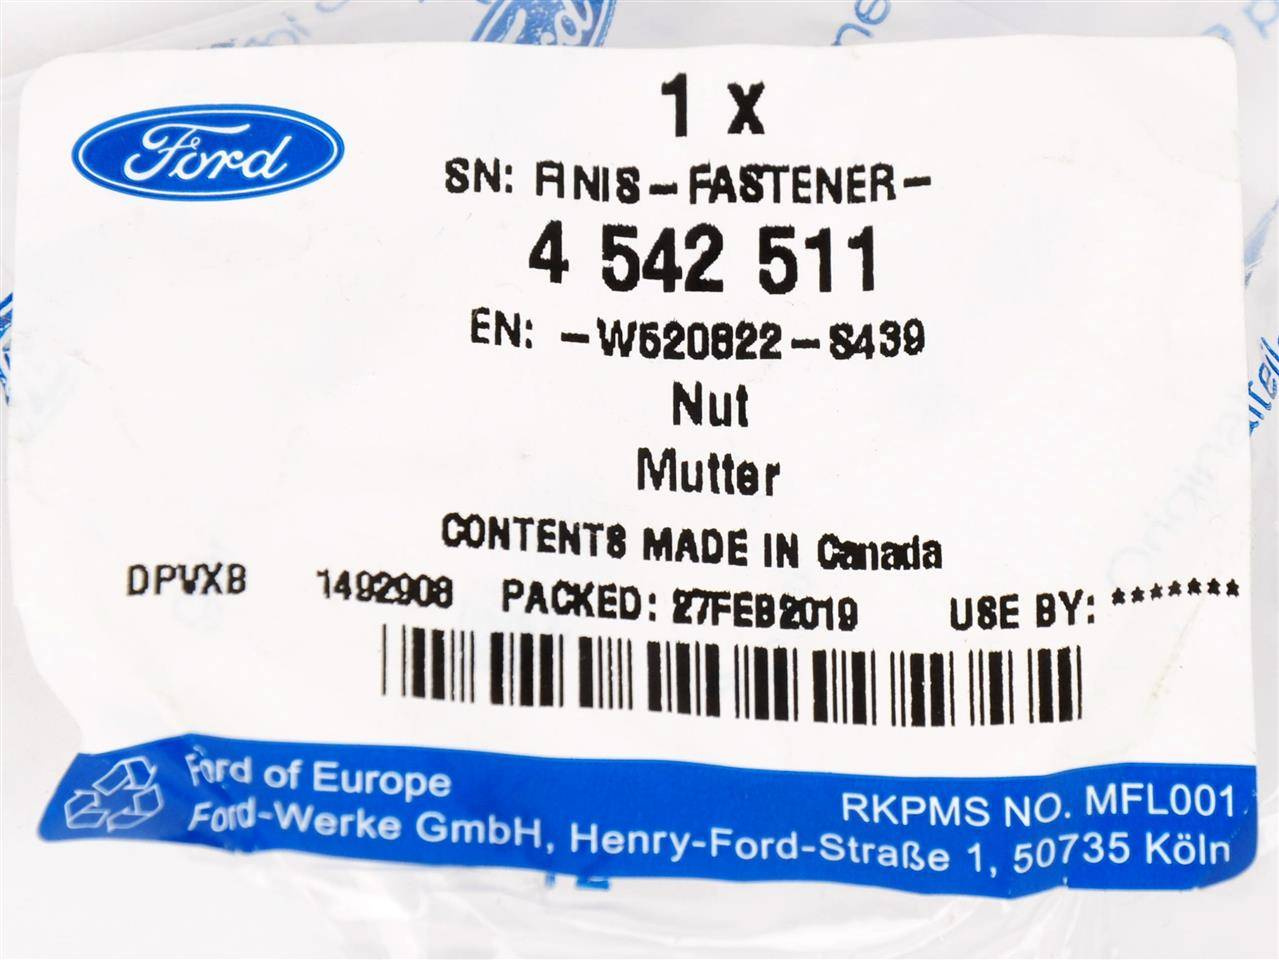 Ford
1 x
SN: FINIS-FASTENER-
4 542 511
EN: -W520822-S439
Nut
Mutter
CONTENTS MADE IN Canada
DPVXB 1492908 PACKED: 27FEB2019 USE BY: *******
Ford of Europe
RKPMS NO. MFL001
Ford-Werke GmbH, Henry-Ford-Straße 1, 50735 Köln